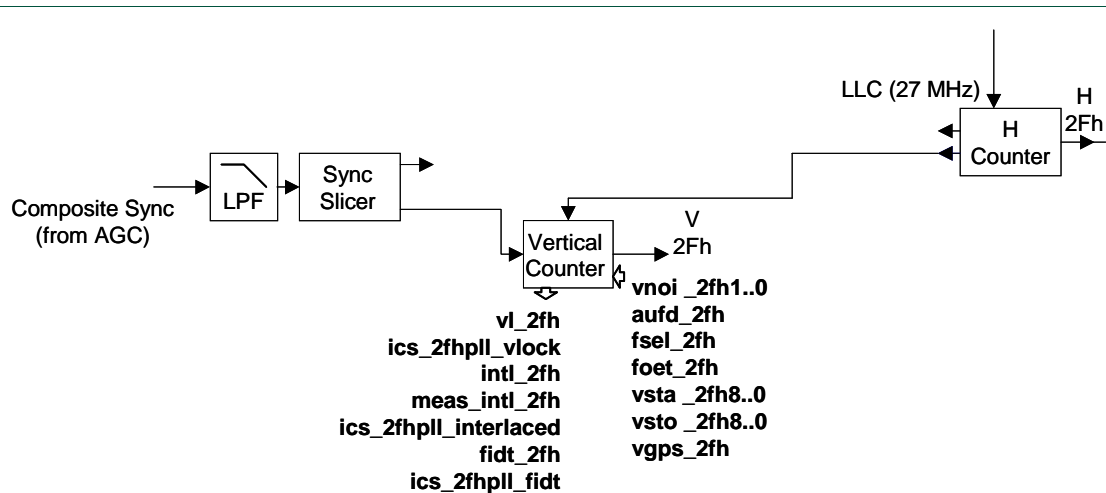 LLC (27 MHz)
H
2Fh
H
Counter
Sync
Slicer
LPF
Composite Sync
(from AGC)
Vertical
Counter
V
2Fh
vl_2fh
ics_2fhpll_vlock
intl_2fh
meas_intl_2fh
ics_2fhpll_interlaced
fidt_2fh
ics_2fhpll_fidt
vnoi _2fh1..0
aufd_2fh
fsel_2fh
foet_2fh
vsta _2fh8..0
vsto _2fh8..0
vgps_2fh